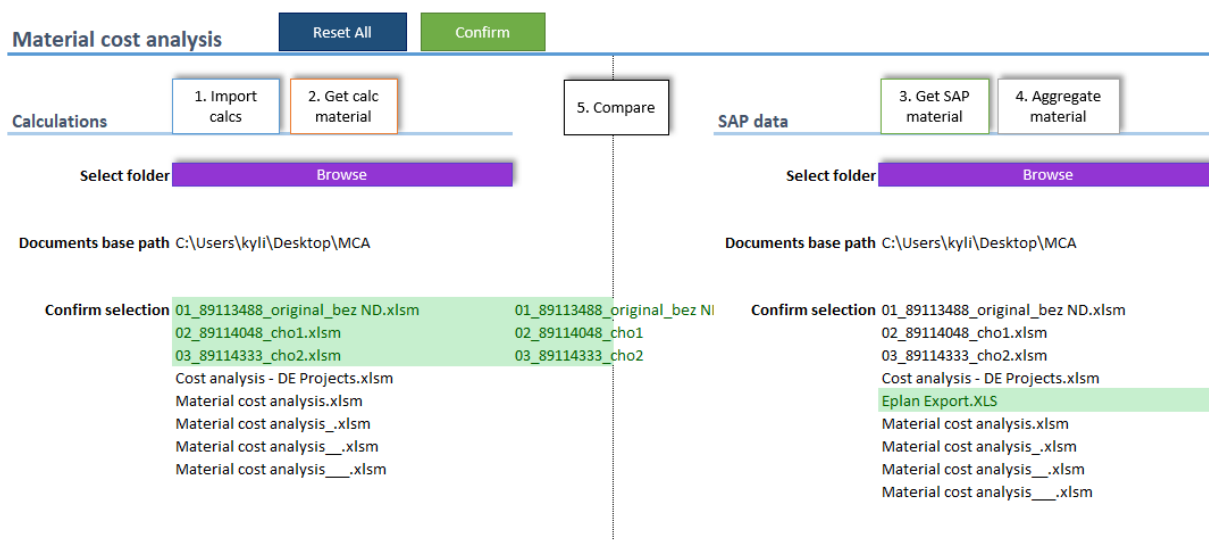 Material cost analysis
Reset All
Confirm
Calculations
1. Import calcs
2. Get calc material
5. Compare
SAP data
3. Get SAP material
4. Aggregate material
Select folder Browse
Select folder Browse
Documents base path C:\Users\kyli\Desktop\MCA
Documents base path C:\Users\kyli\Desktop\MCA
Confirm selection 01_89113488_original_bez ND.xlsm 01_89113488_original_bez
02_89114048_cho1.xlsm 02_89114048_cho1
03_89114333_cho2.xlsm 03_89114333_cho2
Cost analysis - DE Projects.xlsm
Material cost analysis.xlsm
Material cost analysis_.xlsm
Material cost analysis__.xlsm
Material cost analysis___.xlsm
Confirm selection 01_89113488_original_bez ND.xlsm
02_89114048_cho1.xlsm
03_89114333_cho2.xlsm
Cost analysis - DE Projects.xlsm
Eplan Export.XLS
Material cost analysis.xlsm
Material cost analysis_.xlsm
Material cost analysis__.xlsm
Material cost analysis___.xlsm